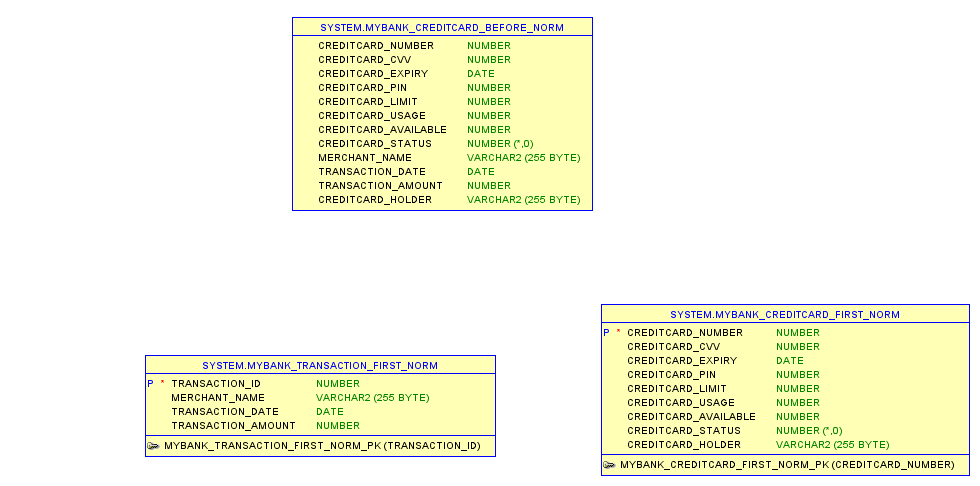 SYSTEM.MYBANK_CREDITCARD_BEFORE_NORM
CREDITCARD_NUMBER NUMBER
CREDITCARD_CVV NUMBER
CREDITCARD_EXPIRY DATE
CREDITCARD_PIN NUMBER
CREDITCARD_LIMIT NUMBER
CREDITCARD_USAGE NUMBER
CREDITCARD_AVAILABLE NUMBER
CREDITCARD_STATUS NUMBER (*,0)
MERCHANT_NAME VARCHAR2 (255 BYTE)
TRANSACTION_DATE DATE
TRANSACTION_AMOUNT NUMBER
CREDITCARD_HOLDER VARCHAR2 (255 BYTE)
SYSTEM.MYBANK_TRANSACTION_FIRST_NORM
P * TRANSACTION_ID NUMBER
MERCHANT_NAME VARCHAR2 (255 BYTE)
TRANSACTION_DATE DATE
TRANSACTION_AMOUNT NUMBER
MYBANK_TRANSACTION_FIRST_NORM_PK (TRANSACTION_ID)
SYSTEM.MYBANK_CREDITCARD_FIRST_NORM
P * CREDITCARD_NUMBER NUMBER
CREDITCARD_CVV NUMBER
CREDITCARD_EXPIRY DATE
CREDITCARD_PIN NUMBER
CREDITCARD_LIMIT NUMBER
CREDITCARD_USAGE NUMBER
CREDITCARD_AVAILABLE NUMBER
CREDITCARD_STATUS NUMBER (*,0)
CREDITCARD_HOLDER VARCHAR2 (255 BYTE)
MYBANK_CREDITCARD_FIRST_NORM_PK (CREDITCARD_NUMBER)